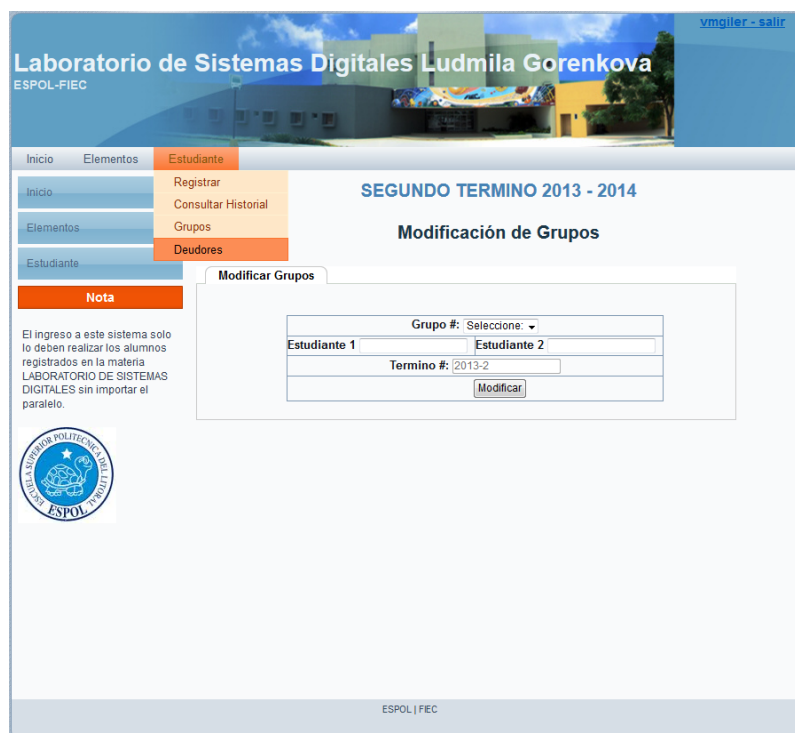 vmgiler - salir
Laboratorio de Sistemas Digitales Ludmila Gorenkova
ESPOL-FIEC
Inicio Elementos Estudiante
Registrar
Consultar Historial
Grupos
Deudores
Inicio
Elementos
Estudiante
Nota
El ingreso a este sistema solo
lo deben realizar los alumnos
registrados en la materia
LABORATORIO DE SISTEMAS
DIGITALES sin importar el
paralelo.
ESCUELA SUPERIOR POLITECNICA DEL LITORAL
ESPOL
SEGUNDO TERMINO 2013 - 2014
Modificación de Grupos
Modificar Grupos
Grupo #: Seleccione:
Estudiante 1 Estudiante 2
Termino #: 2013-2
Modificar
ESPOL | FIEC